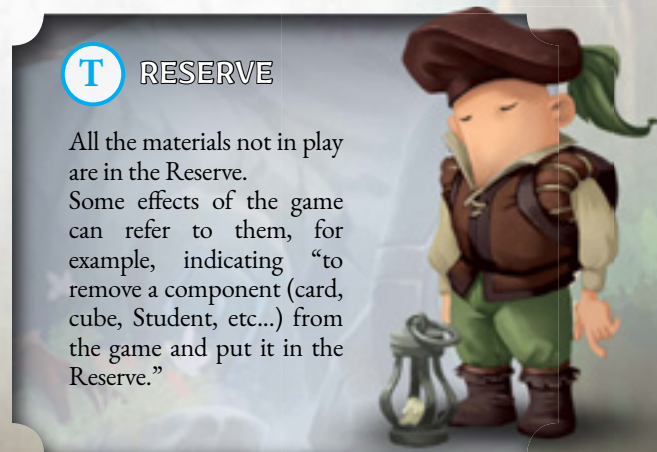 T RESERVE
All the materials not in play
are in the Reserve.
Some effects of the game
can refer to them, for
example, indicating “to
remove a component (card,
cube, Student, etc...) from
the game and put it in the
Reserve.”